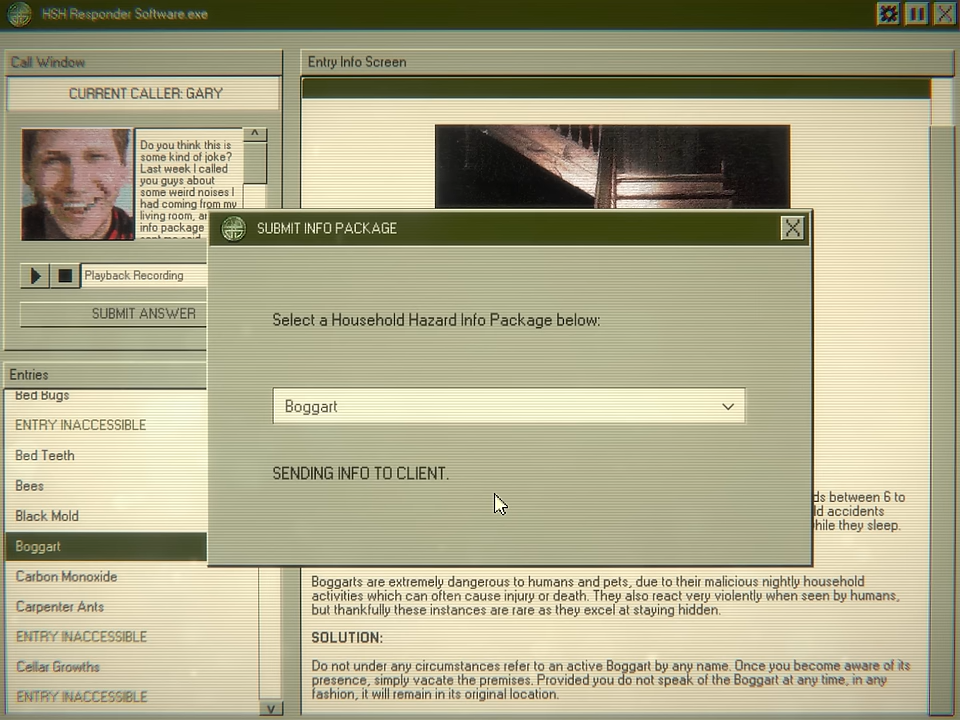 HSH Responder Software.exe
Call Window
CURRENT CALLER: GARY
Do you think this is
some kind of joke?
Last week I called
you guys about
some weird noises I
had coming from my
living room,
info package
Playback Recording
SUBMIT ANSWER
Entries
Bed Bugs
ENTRY INACCESSIBLE
Bed Teeth
Bees
Black Mold
Boggart
Carbon Monoxide
Carpenter Ants
ENTRY INACCESSIBLE
Cellar Growths
ENTRY INACCESSIBLE
Entry Info Screen
SUBMIT INFO PACKAGE
Select a Household Hazard Info Package below:
Boggart
SENDING INFO TO CLIENT.
between 6 to
accidents
while they sleep.
Boggarts are extremely dangerous to humans and pets, due to their malicious nightly household
activities which can often cause injury or death. They also react very violently when seen by humans,
but thankfully these instances are rare as they excel at staying hidden.
SOLUTION:
Do not under any circumstances refer to an active Boggart by any name. Once you become aware of its
presence, simply vacate the premises. Provided you do not speak of the Boggart at any time, in any
fashion, it will remain in its original location.